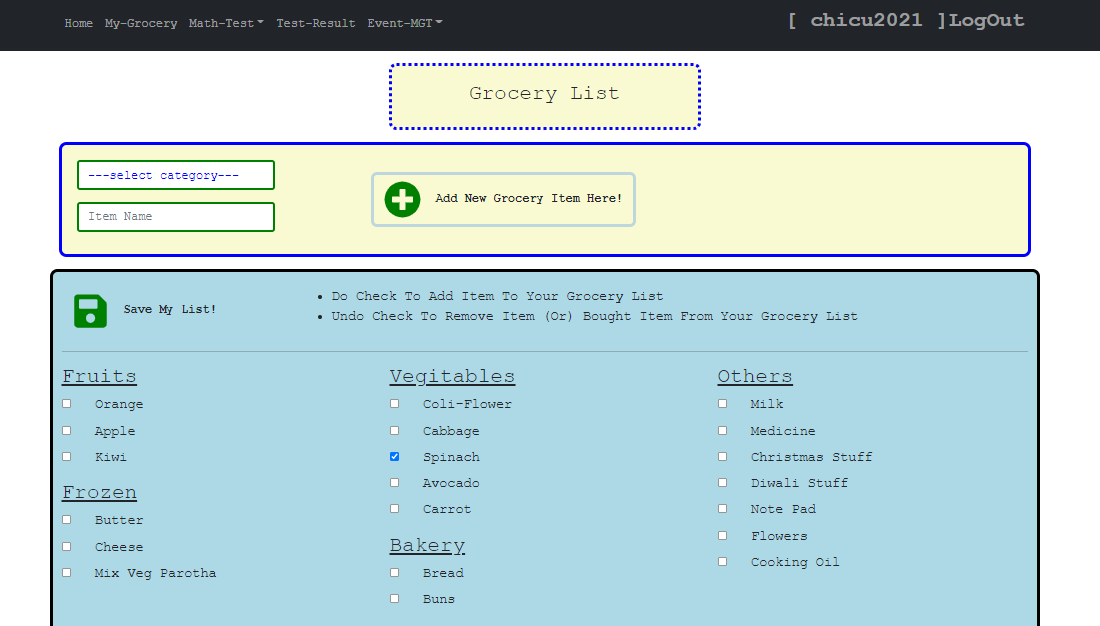 Home My-Grocery Math-Test Test-Result Event-MGT [ chicu2021 ]LogOut
Grocery List
---select category---
Item Name
Add New Grocery Item Here!
Save My List!
Do Check To Add Item To Your Grocery List
Undo Check To Remove Item (Or) Bought Item From Your Grocery List
Fruits
Orange
Apple
Kiwi
Frozen
Butter
Cheese
Mix Veg Parotha
Vegitables
Coli-Flower
Cabbage
Spinach
Avocado
Carrot
Bakery
Bread
Buns
Others
Milk
Medicine
Christmas Stuff
Diwali Stuff
Note Pad
Flowers
Cooking Oil